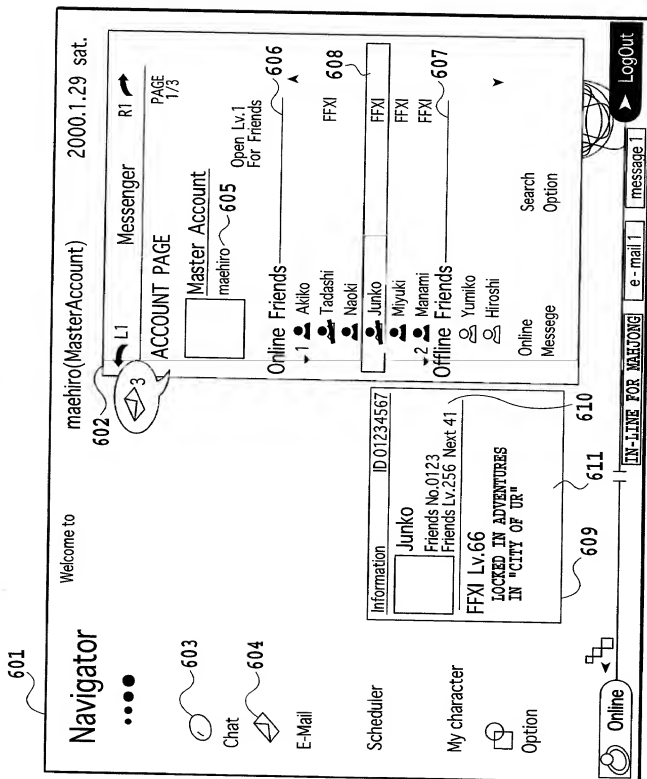 601
Navigator
Welcome to
maehiro(MasterAccount)
2000.1.29 sat.
602
L1
Messenger
R1
3
ACCOUNT PAGE
PAGE
1/3
603
Chat
604
E-Mail
Scheduler
My character
Option
Master Account
maehiro
605
Open Lv.1
For Friends
606
Online Friends
1 Akiko
Tadashi FFXI
Naoki
608
Junko FFXI
Miyuki FFXI
2 Manami FFXI
607
Offline Friends
Yumiko
Hiroshi
Online
Messege
Search
Option
Information
ID 01234567
Junko
Friends No.0123
Friends Lv.256 Next 41
610
FFXI Lv.66
LOCKED IN ADVENTURES
IN "CITY OF UR"
611
609
Online
IN-LINE FOR MAHJONG
e-mail 1
message 1
LogOut